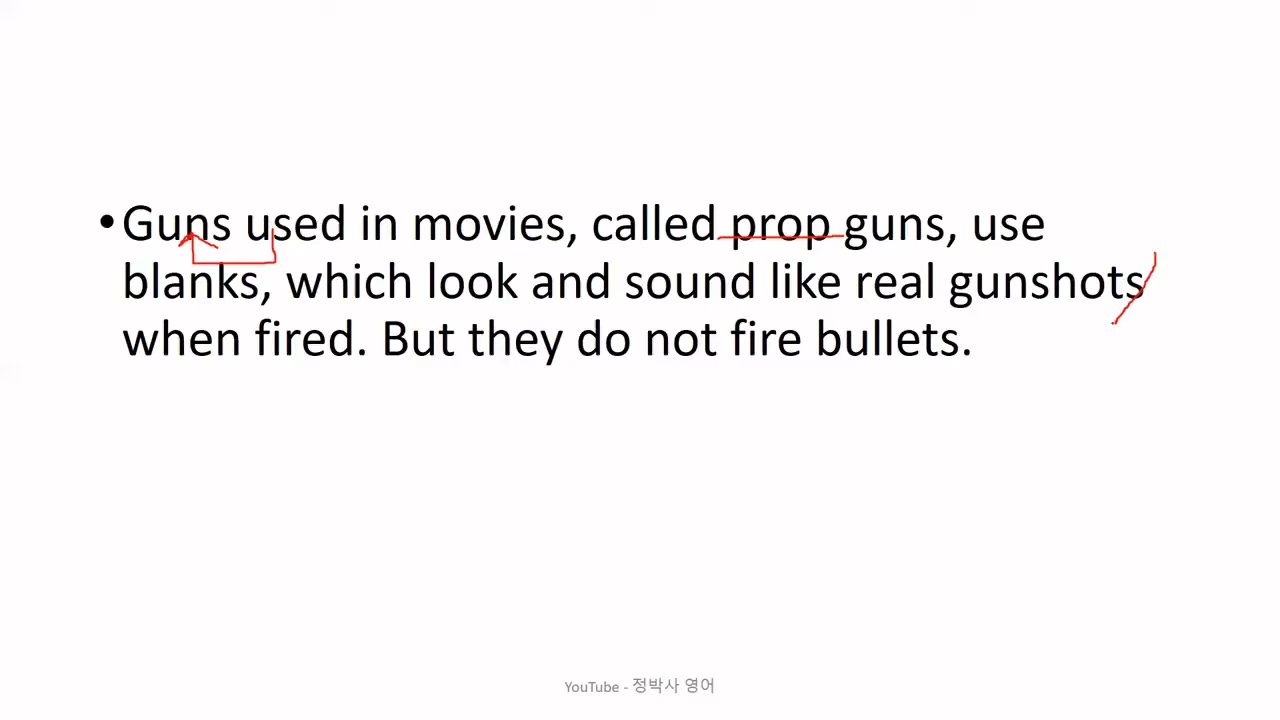 •Guns used in movies, called prop guns, use
blanks, which look and sound like real gunshots
when fired. But they do not fire bullets.
YouTube - 정박사 영어